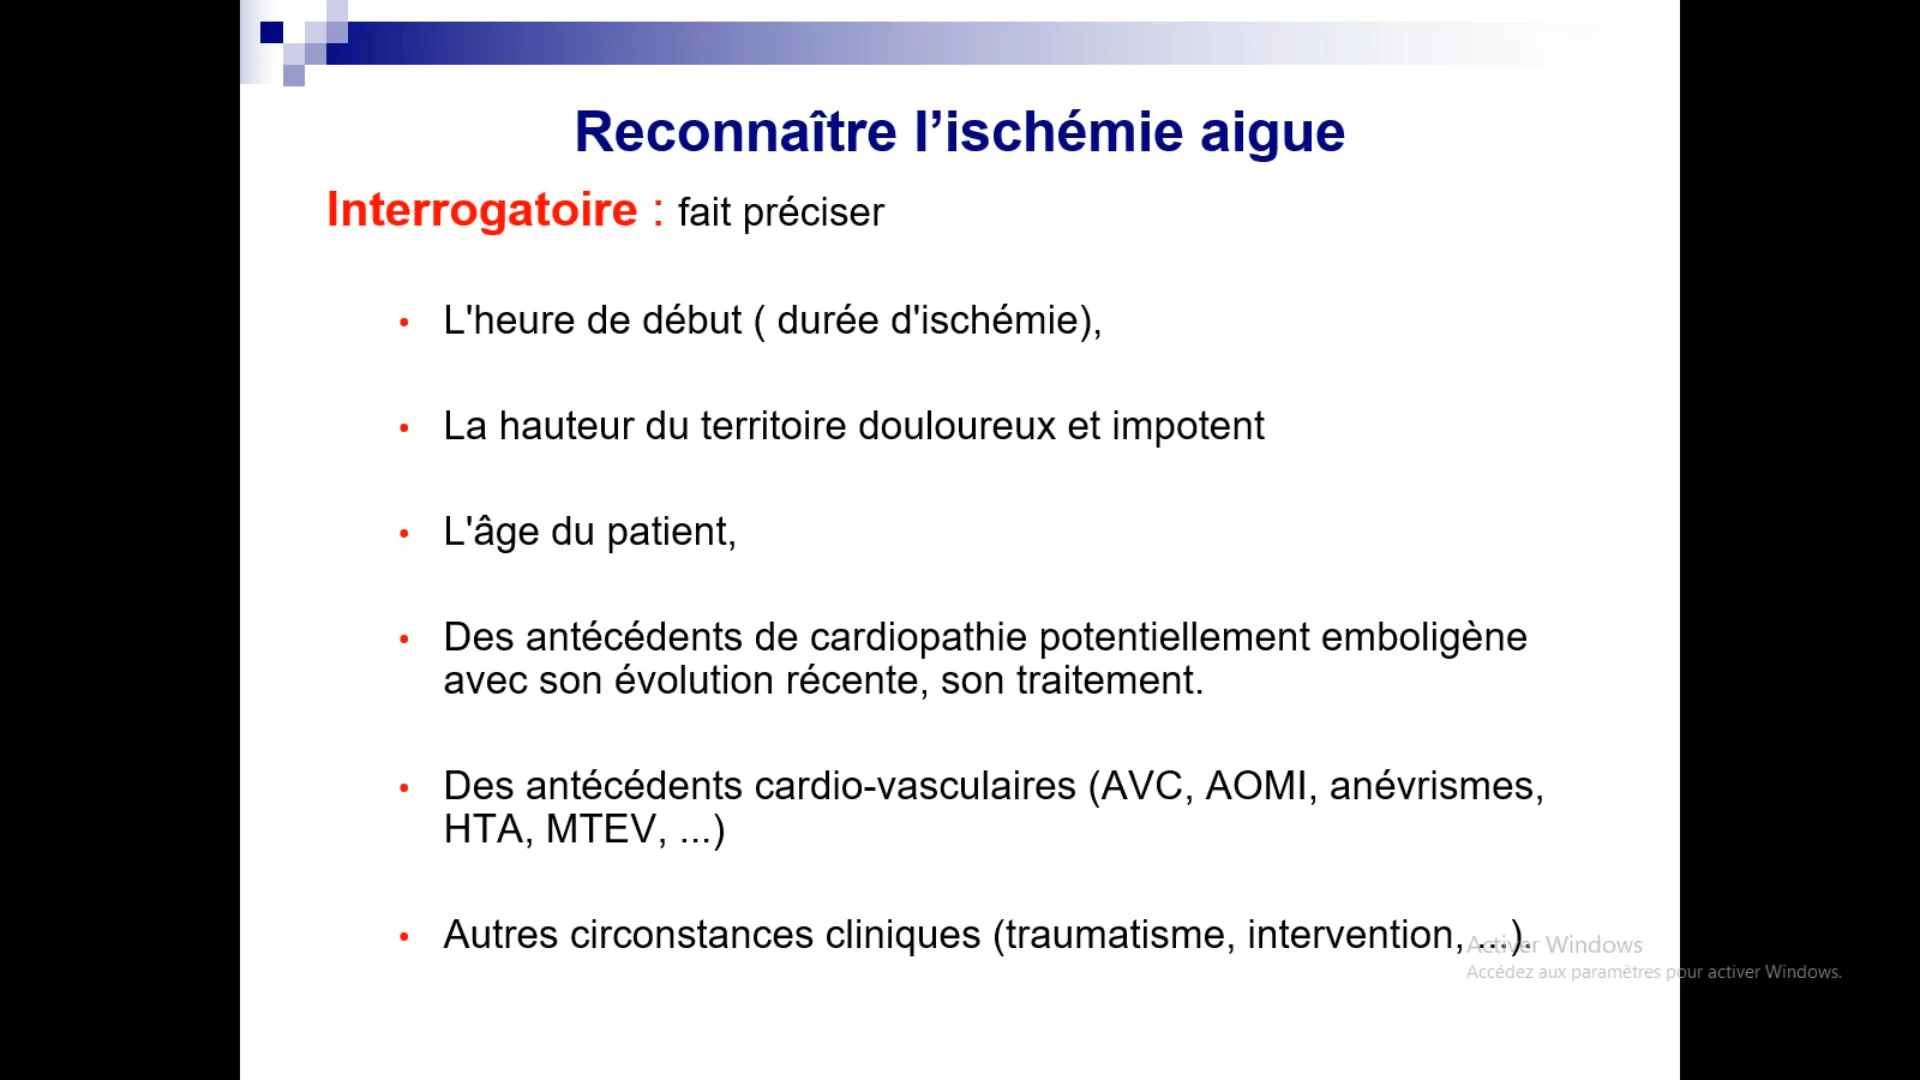 Reconnaître l’ischémie aigue
Interrogatoire : fait préciser
• L'heure de début ( durée d'ischémie),
• La hauteur du territoire douloureux et impotent
• L'âge du patient,
• Des antécédents de cardiopathie potentiellement emboligène
avec son évolution récente, son traitement.
• Des antécédents cardio-vasculaires (AVC, AOMI, anévrismes,
HTA, MTEV, ...)
• Autres circonstances cliniques (traumatisme, intervention, ...).
Activer Windows
Accédez aux paramètres pour activer Windows.